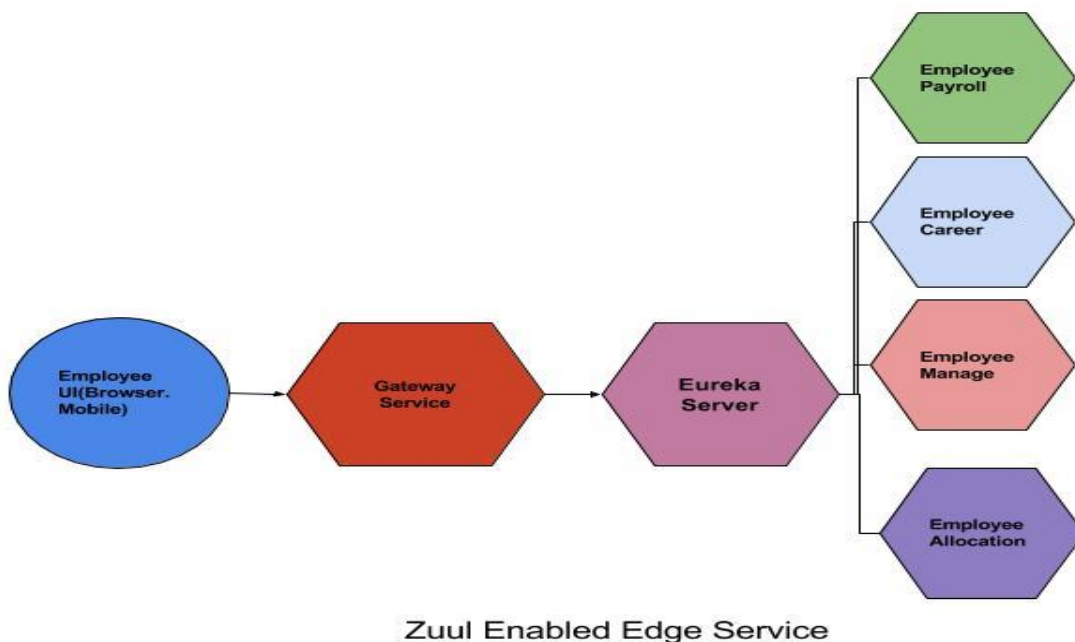 Employee
UI(Browser.
Mobile)
Gateway
Service
Eureka
Server
Employee
Payroll
Employee
Career
Employee
Manage
Employee
Allocation
Zuul Enabled Edge Service